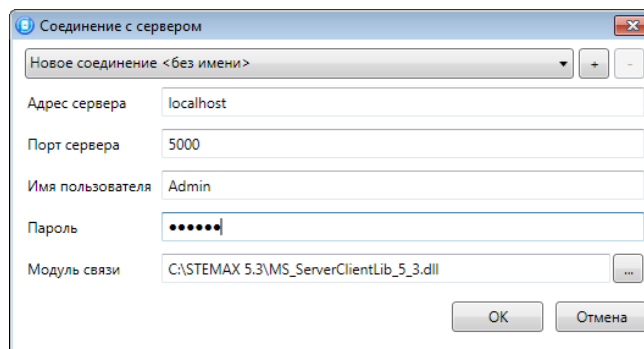 Соединение с сервером
Новое соединение <без имени>
+ -
Адрес сервера localhost
Порт сервера 5000
Имя пользователя Admin
Пароль ●●●●●●
Модуль связи C:\STEMAX 5.3\MS_ServerClientLib_5_3.dll ...
OK Отмена